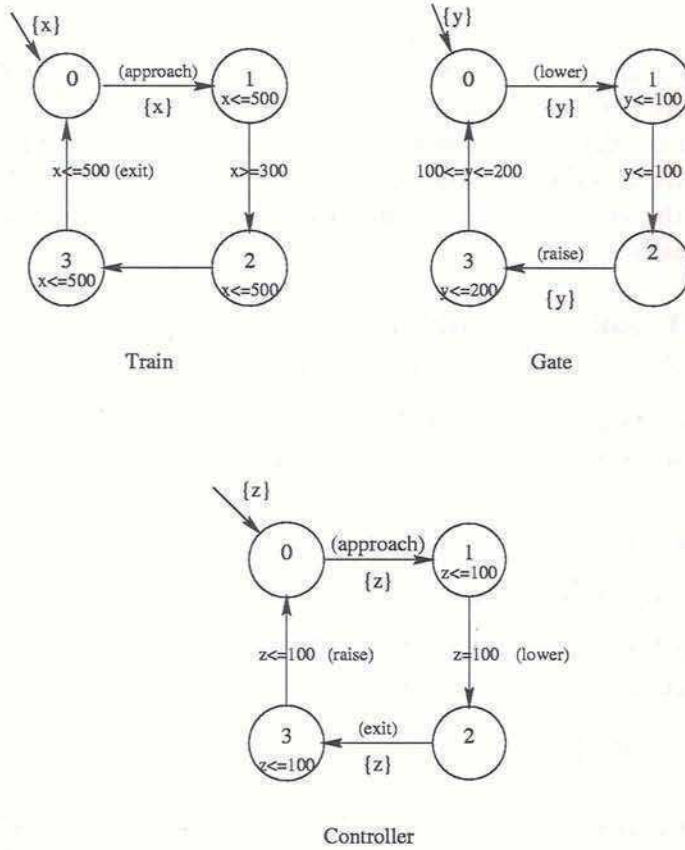 {x}
0
(approach)
{x}
1
x<=500
x<=500 (exit)
x>=300
3
x<=500
2
x<=500
Train
{y}
0
(lower)
{y}
1
y<=100
100<=y<=200
y<=100
3
y<=200
(raise)
{y}
2
Gate
{z}
0
(approach)
{z}
1
z<=100
z<=100 (raise)
z=100 (lower)
3
z<=100
(exit)
{z}
2
Controller